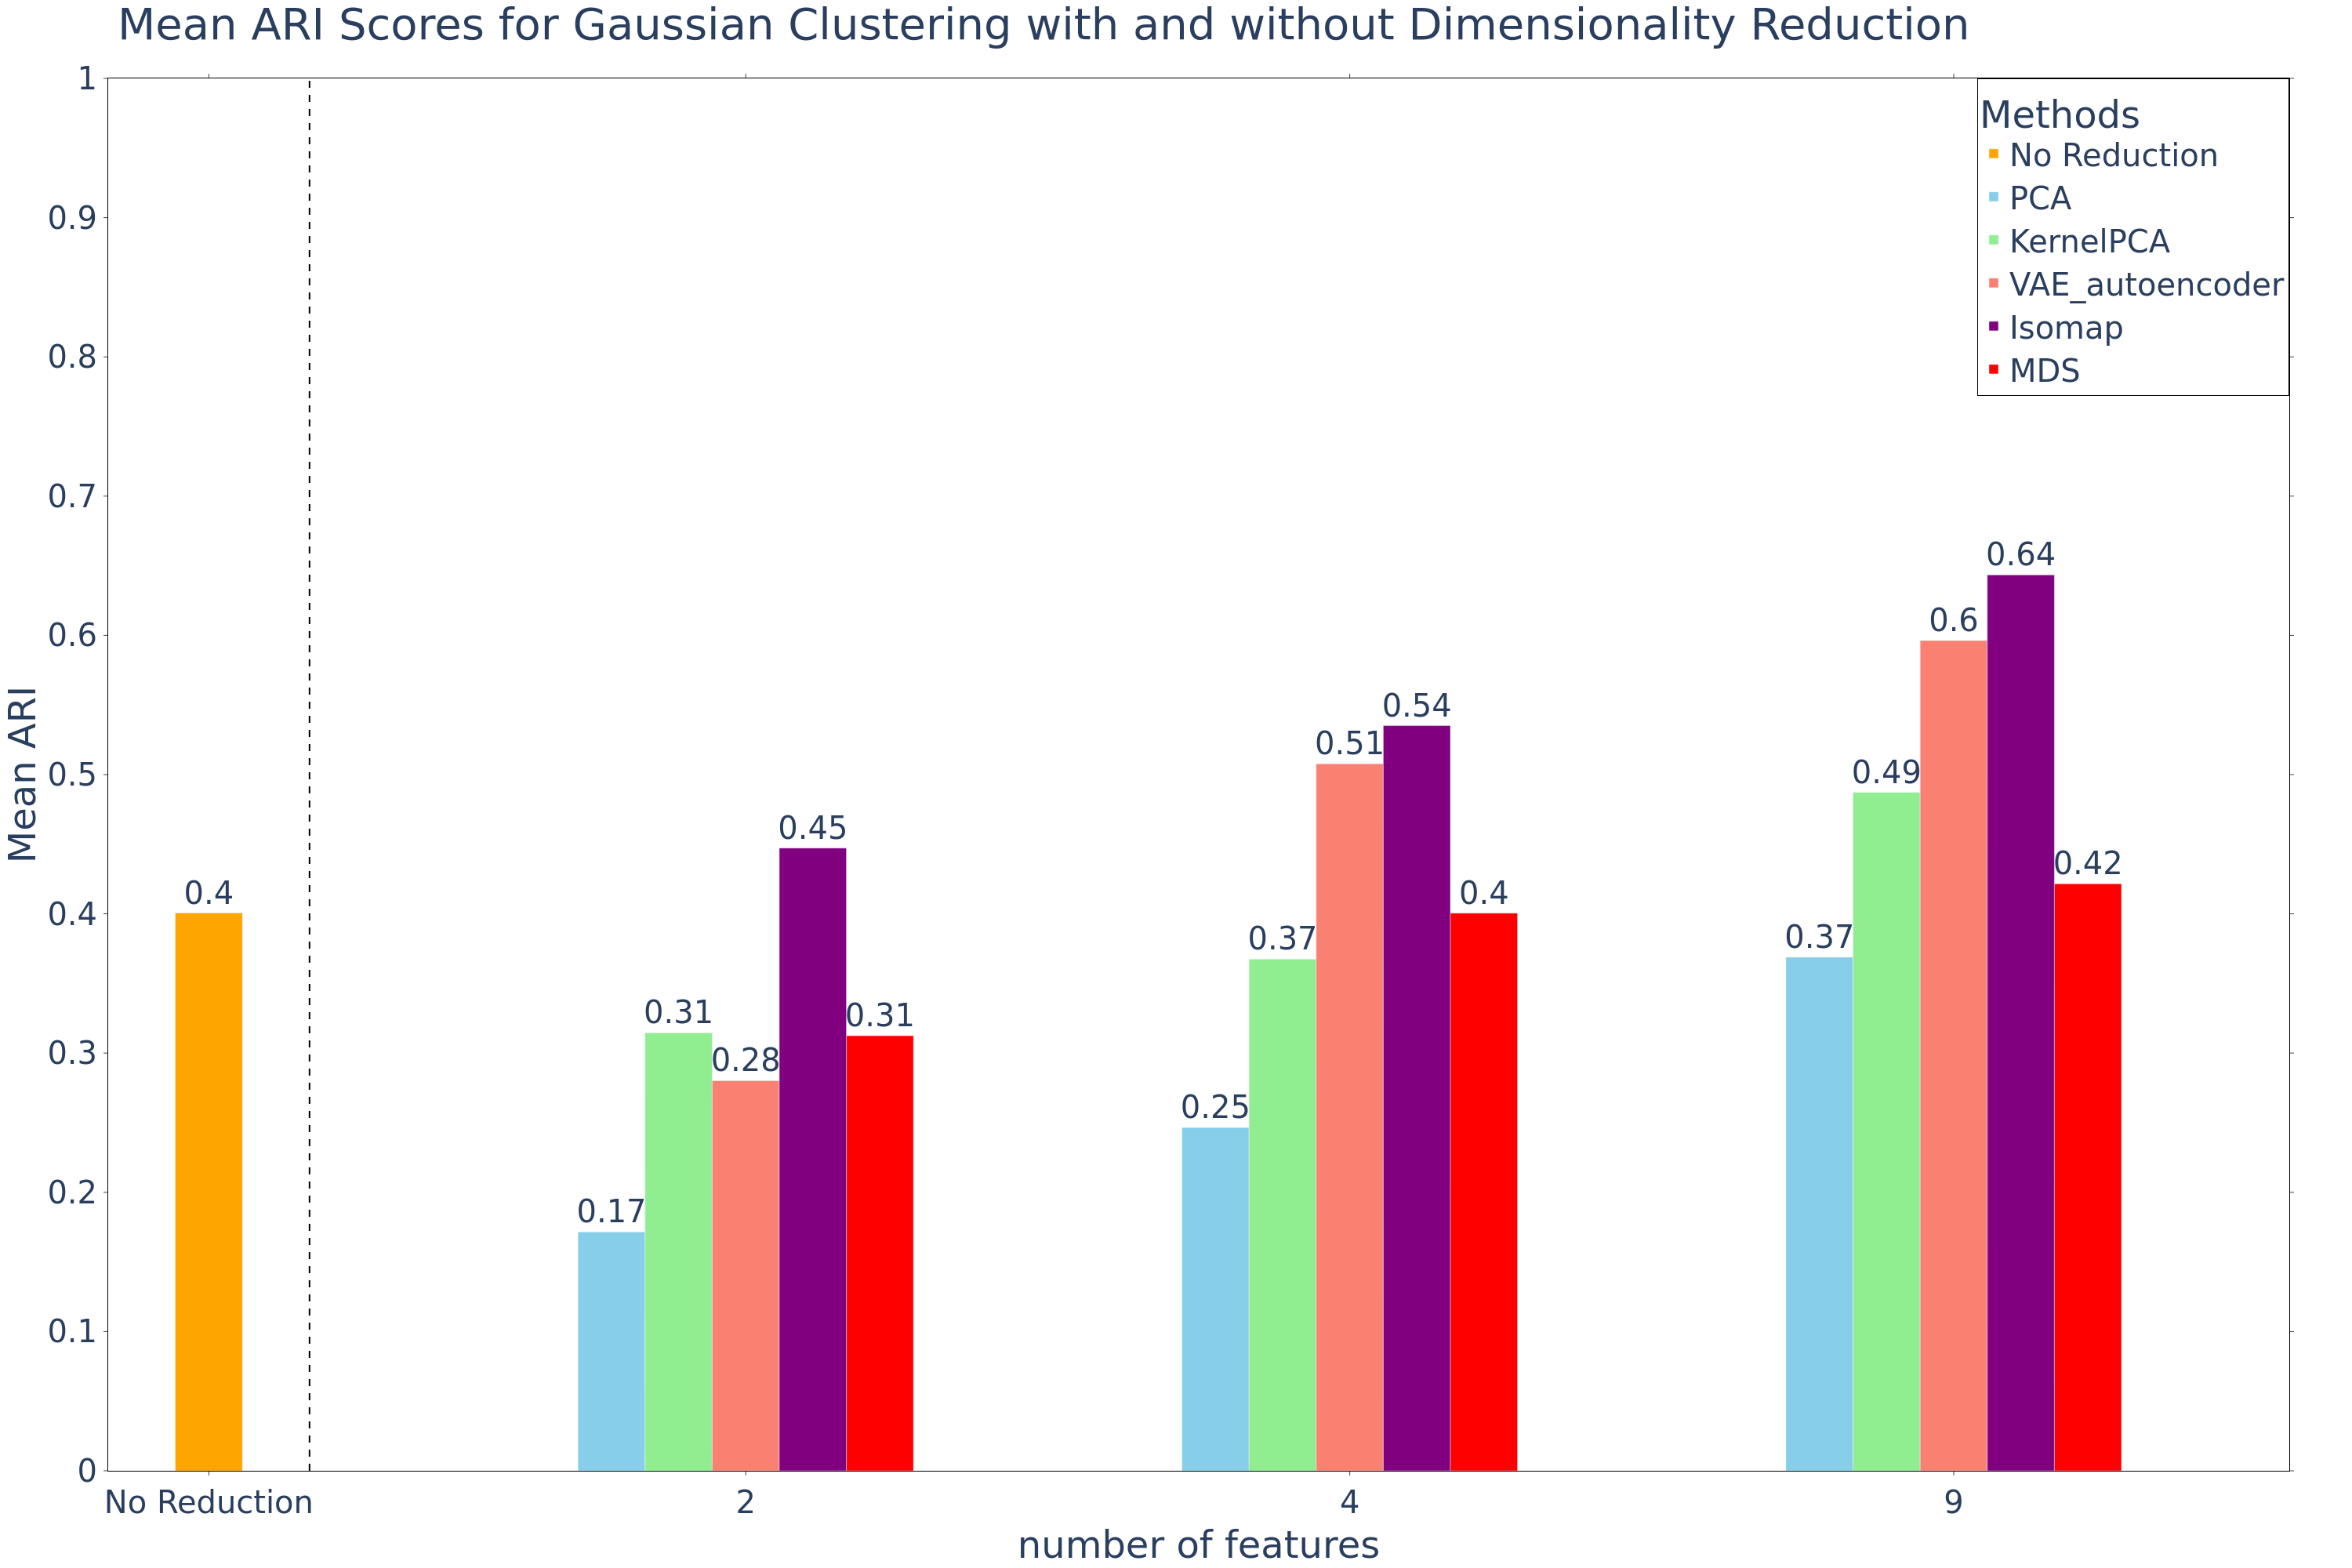 Mean ARI Scores for Gaussian Clustering with and without Dimensionality Reduction
Methods
No Reduction
PCA
KernelPCA
VAE_autoencoder
Isomap
MDS
Mean ARI
1
0.9
0.8
0.7
0.6
0.5
0.4
0.3
0.2
0.1
0
0.4
0.17
0.31
0.28
0.45
0.31
0.25
0.37
0.51
0.54
0.4
0.37
0.49
0.6
0.64
0.42
No Reduction
2
4
9
number of features